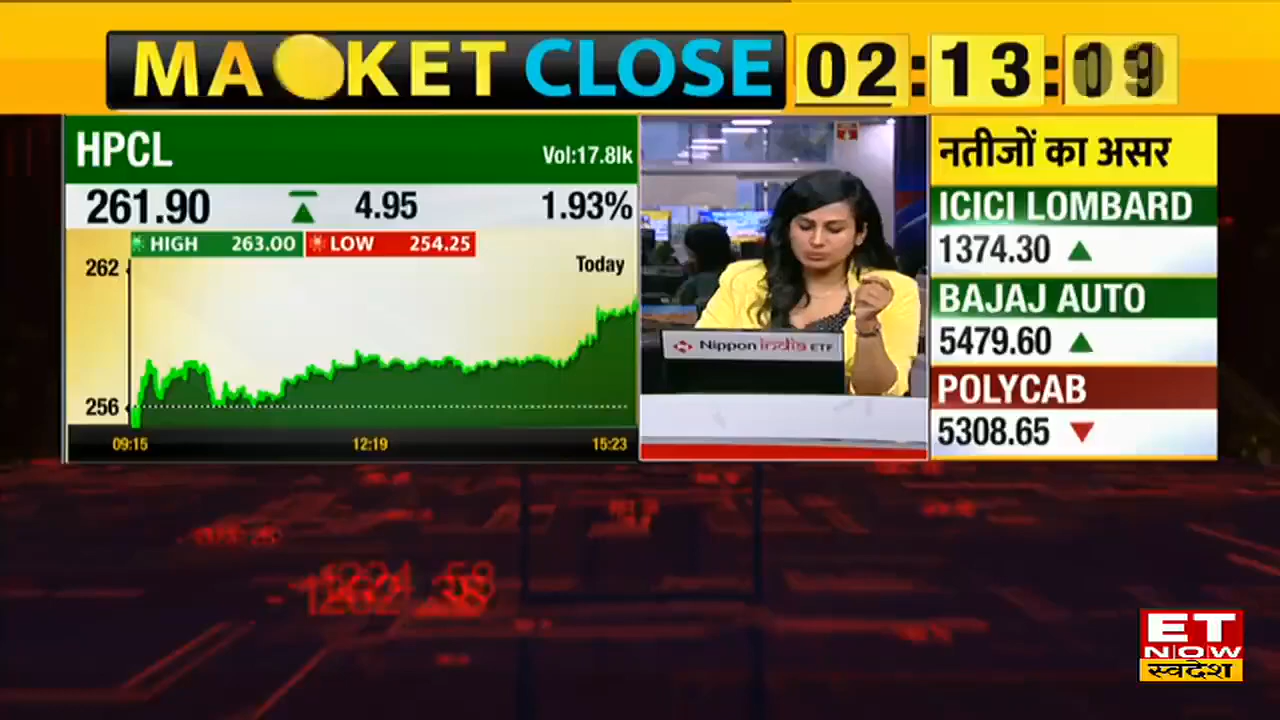 MA KET CLOSE 02:13:09
HPCL
Vol:17.8lk
261.90 4.95 1.93%
HIGH 263.00 LOW 254.25
Today
262
256
09:15 12:19 15:23
Nippon india ETF
नतीजों का असर
ICICI LOMBARD
1374.30
BAJAJ AUTO
5479.60
POLYCAB
5308.65
ET
NOW
स्वदेश